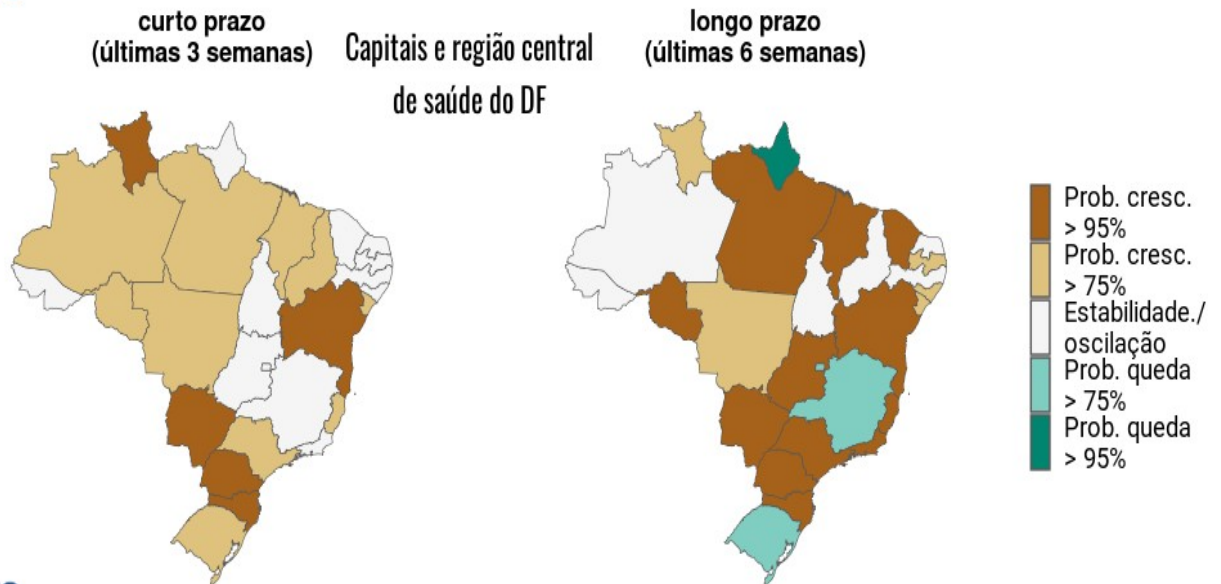 curto prazo
(últimas 3 semanas)
Capitais e região central
de saúde do DF
longo prazo
(últimas 6 semanas)
Prob. cresc.
> 95%
Prob. cresc.
> 75%
Estabilidade./
oscilação
Prob. queda
> 75%
Prob. queda
> 95%